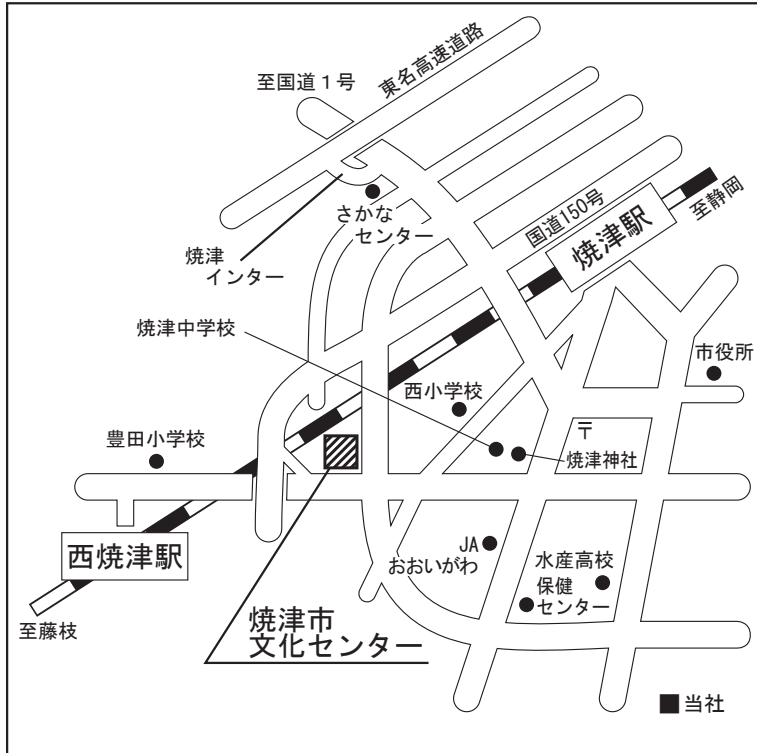 東名高速道路
至国道１号
さかな
センター
国道150号
至静岡
焼津駅
焼津
インター
焼津中学校
市役所
西小学校
〒
豊田小学校
焼津神社
JA
おおいがわ
水産高校
保健
センター
西焼津駅
至藤枝
焼津市
文化センター
■当社